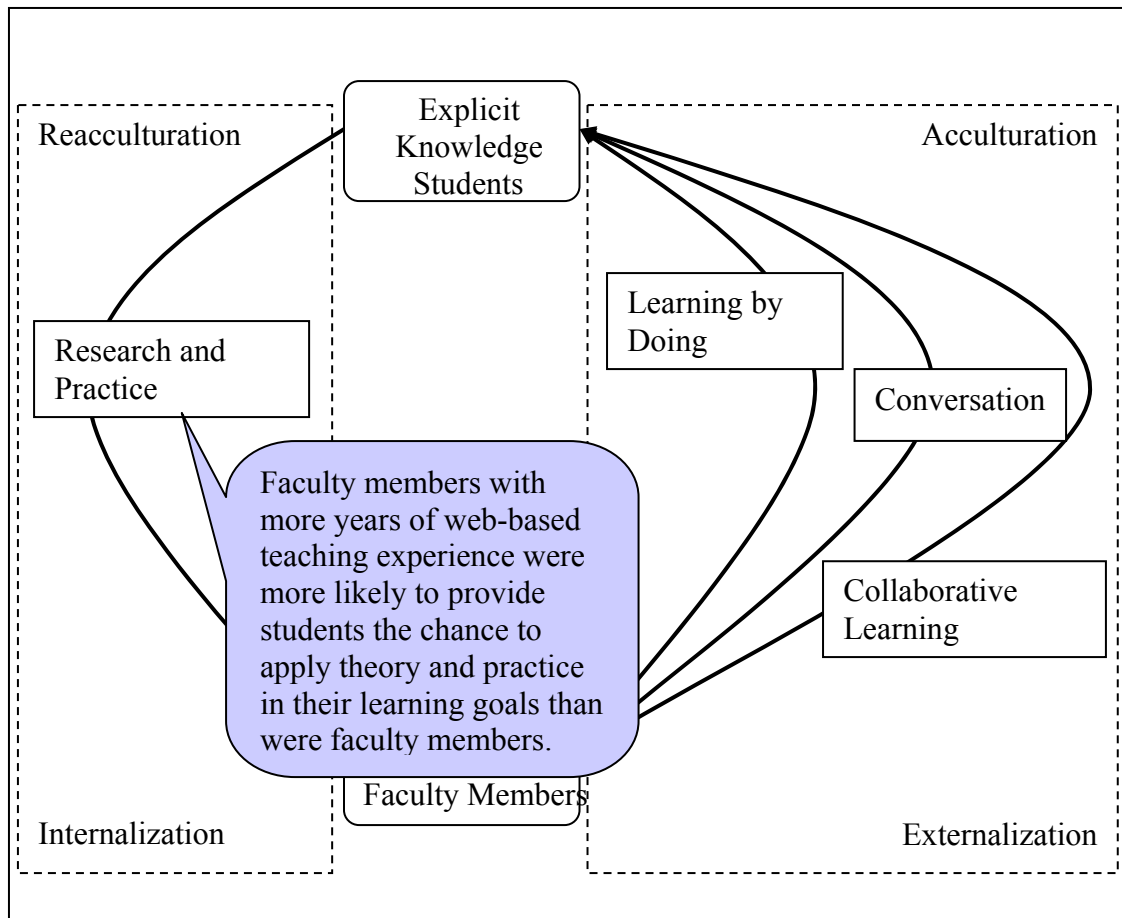 Explicit
Knowledge
Students
Reacculturation
Acculturation
Learning by
Doing
Research and
Practice
Conversation
Faculty members with
more years of web-based
teaching experience were
more likely to provide
students the chance to
apply theory and practice
in their learning goals than
were faculty members.
Collaborative
Learning
Faculty Members
Internalization
Externalization